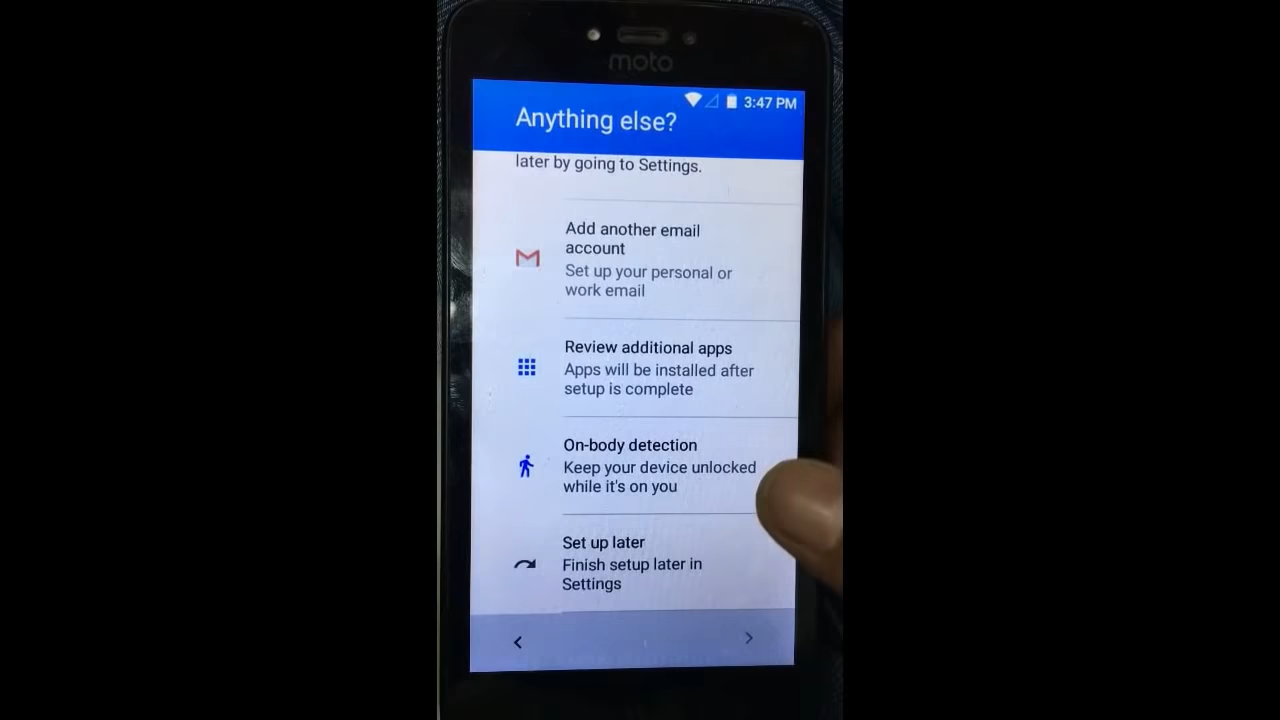 moto
3:47 PM
Anything else?
later by going to Settings.
Add another email
account
Set up your personal or
work email
Review additional apps
Apps will be installed after
setup is complete
On-body detection
Keep your device unlocked
while it's on you
Set up later
Finish setup later in
Settings